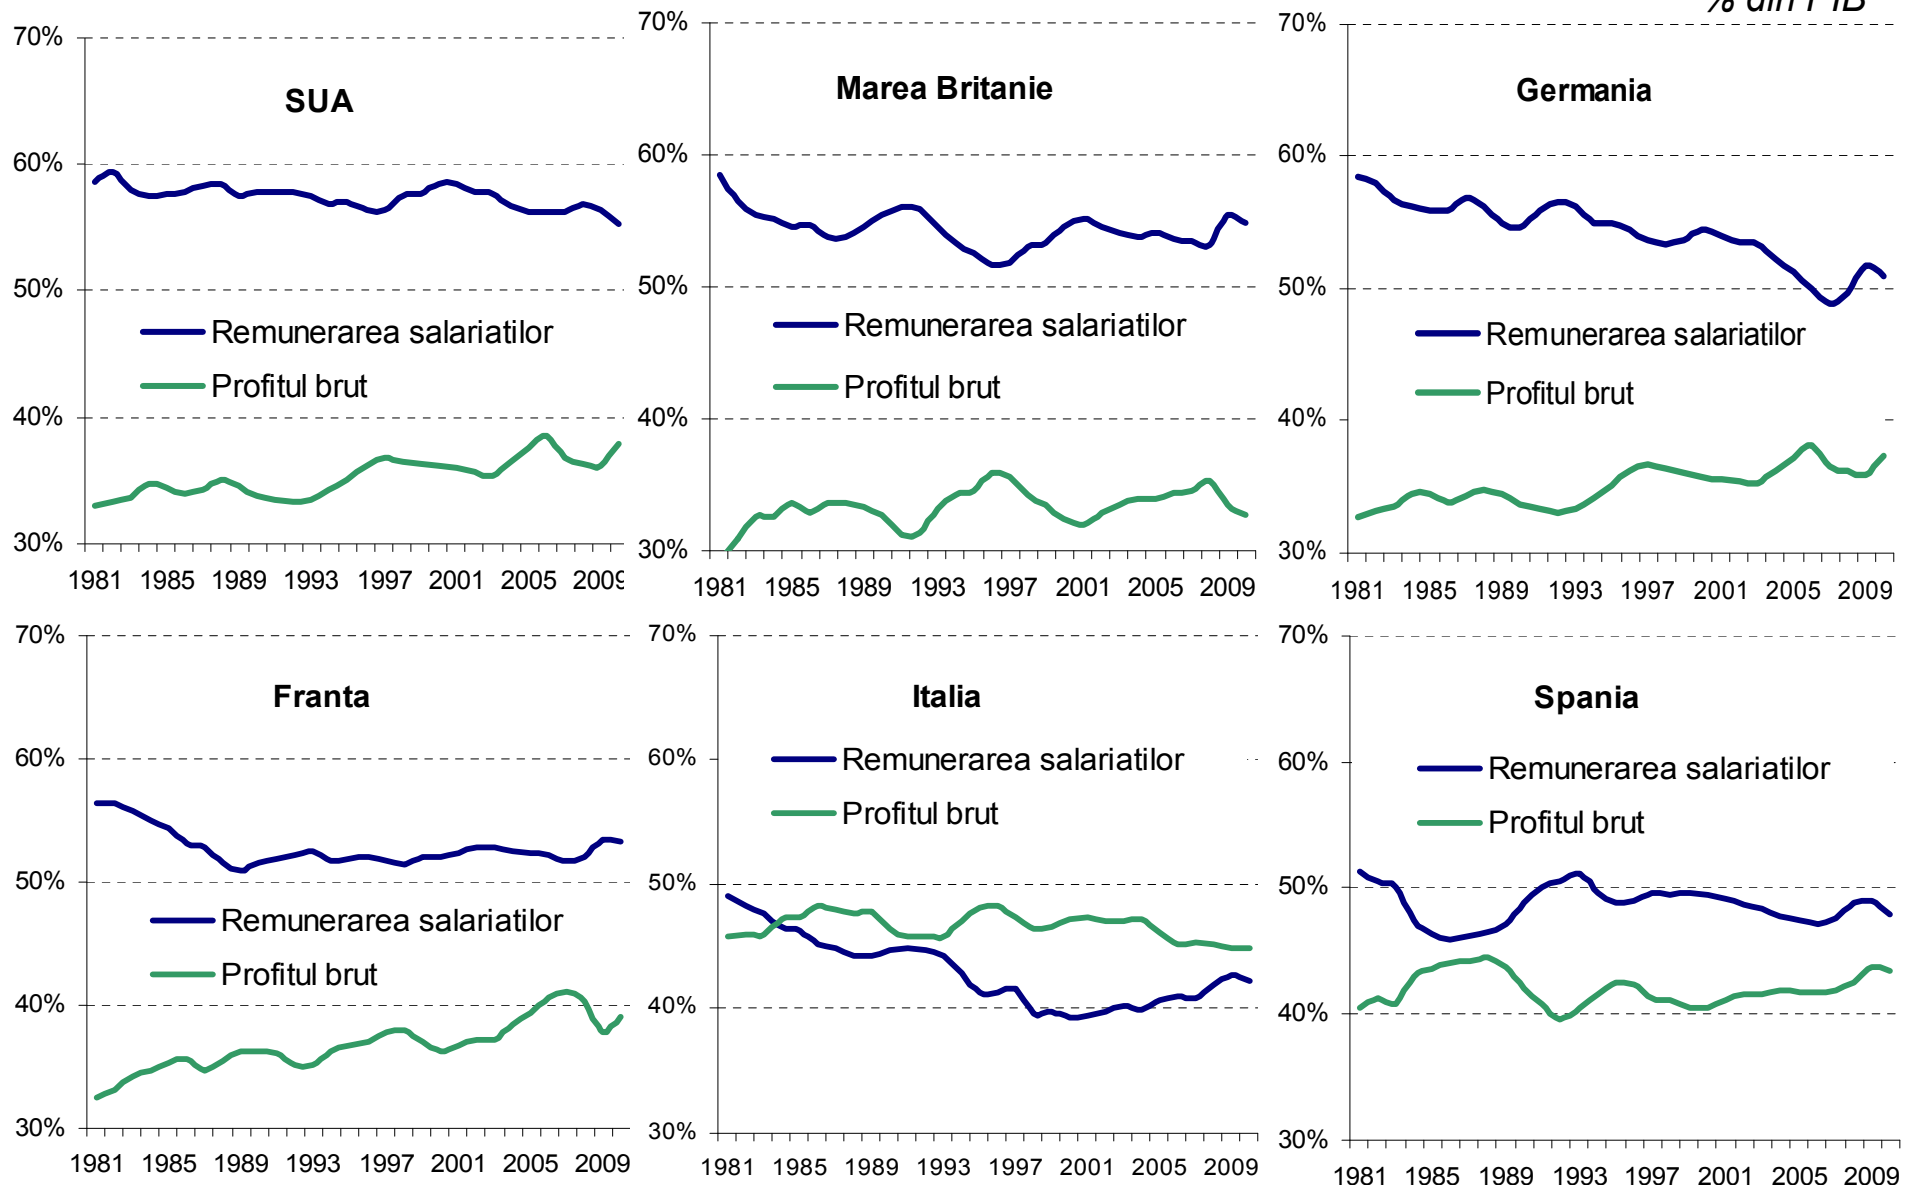 % din PIB
70%
SUA
60%
50%
Remunerarea salariatilor
Profitul brut
40%
30%
1981 1985 1989 1993 1997 2001 2005 2009
70%
Marea Britanie
60%
50%
Remunerarea salariatilor
Profitul brut
40%
30%
1981 1985 1989 1993 1997 2001 2005 2009
70%
Germania
60%
50%
Remunerarea salariatilor
Profitul brut
40%
30%
1981 1985 1989 1993 1997 2001 2005 2009
70%
Franta
60%
50%
Remunerarea salariatilor
Profitul brut
40%
30%
1981 1985 1989 1993 1997 2001 2005 2009
70%
Italia
60%
Remunerarea salariatilor
Profitul brut
50%
40%
30%
1981 1985 1989 1993 1997 2001 2005 2009
70%
Spania
60%
Remunerarea salariatilor
Profitul brut
50%
40%
30%
1981 1985 1989 1993 1997 2001 2005 2009